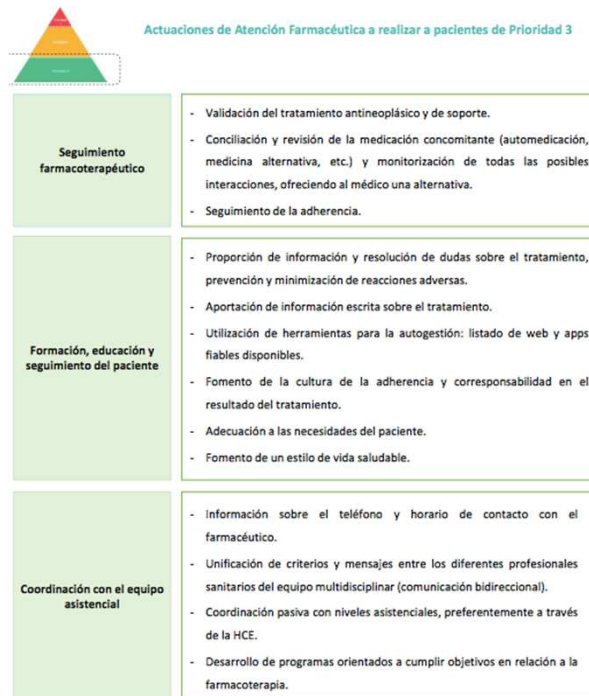 Actuaciones de Atención Farmacéutica a realizar a pacientes de Prioridad 3
Seguimiento
farmacoterapéutico
- Validación del tratamiento antineoplásico y de soporte.
- Conciliación y revisión de la medicación concomitante (automedicación,
medicina alternativa, etc.) y monitorización de todas las posibles
interacciones, ofreciendo al médico una alternativa.
- Seguimiento de la adherencia.
Formación, educación y
seguimiento del paciente
- Proporción de información y resolución de dudas sobre el tratamiento,
prevención y minimización de reacciones adversas.
- Aportación de información escrita sobre el tratamiento.
- Utilización de herramientas para la autogestión: listado de web y apps
fiables disponibles.
- Fomento de la cultura de la adherencia y corresponsabilidad en el
resultado del tratamiento.
- Adecuación a las necesidades del paciente.
- Fomento de un estilo de vida saludable.
Coordinación con el equipo
asistencial
- Información sobre el teléfono y horario de contacto con el
farmacéutico.
- Unificación de criterios y mensajes entre los diferentes profesionales
sanitarios del equipo multidisciplinar (comunicación bidireccional).
- Coordinación pasiva con niveles asistenciales, preferentemente a través
de la HCE.
- Desarrollo de programas orientados a cumplir objetivos en relación a la
farmacoterapia.